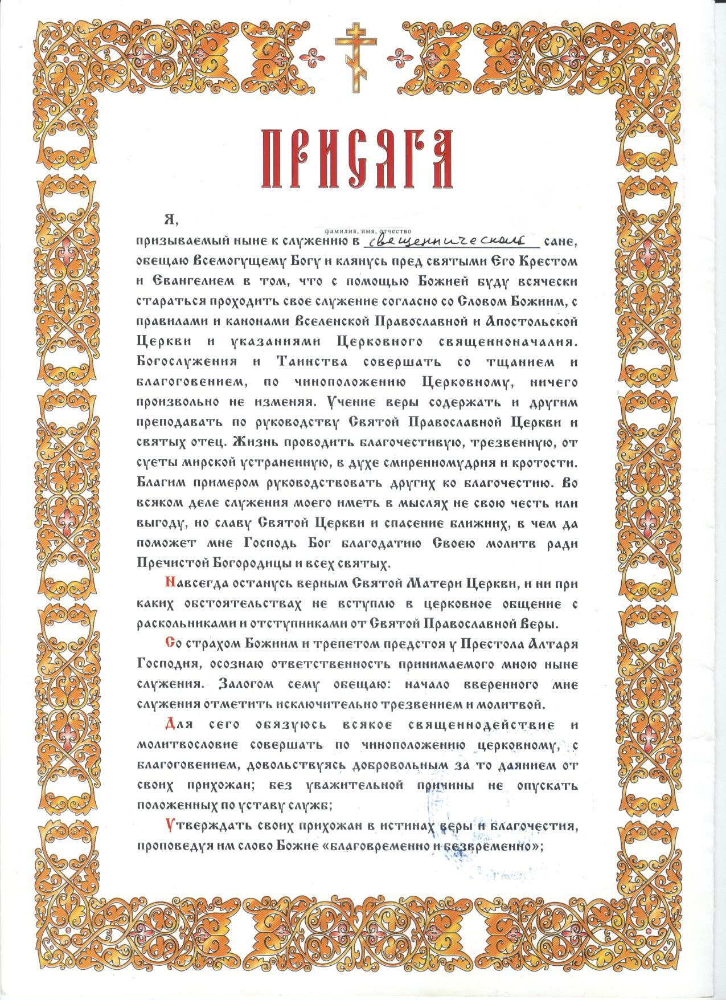 ПРИСЯГА
Я,
фамилия, имя, отчество
призываемый ныне к служению в священническом сане,
обещаю Всемогущему Богу и клянусь пред святыми Его Крестом
и Евангелием в том, что с помощью Божией буду всячески
стараться проходить свое служение согласно со Словом Божиим, с
правилами и канонами Вселенской Православной и Апостольской
Церкви и указаниями Церковного священноначалия.
Богослужения и Таинства совершать со тщанием и
благоговением, по чиноположению Церковному, ничего
произвольно не изменяя. Учение веры содержать и другим
преподавать по руководству Святой Православной Церкви и
святых отец. Жизнь проводить благочестивую, трезвенную, от
суеты мирской устраненную, в духе смиренномудрия и кротости.
Благим примером руководствовать других ко благочестию. Во
всяком деле служения моего иметь в мыслях не свою честь или
выгоду, но славу Святой Церкви и спасение ближних, в чем да
поможет мне Господь Бог благодатию Своею молитв ради
Пречистой Богородицы и всех святых.
Навсегда останусь верным Святой Матери Церкви, и ни при
каких обстоятельствах не вступлю в церковное общение с
раскольниками и отступниками от Святой Православной Веры.
Со страхом Божиим и трепетом предстоя у Престола Алтаря
Господня, осознаю ответственность принимаемого мною ныне
служения. Залогом сему обещаю: начало вверенного мне
служения отметить исключительно трезвением и молитвой.
Для сего обязуюсь всякое священнодействие и
молитвословие совершать по чиноположению церковному, с
благоговением, довольствуясь добровольным за то даянием от
своих прихожан; без уважительной причины не опускать
положенных по уставу служб;
Утверждать своих прихожан в истинах веры и благочестия,
проповедуя им слово Божие «благовременно и безвременно»;